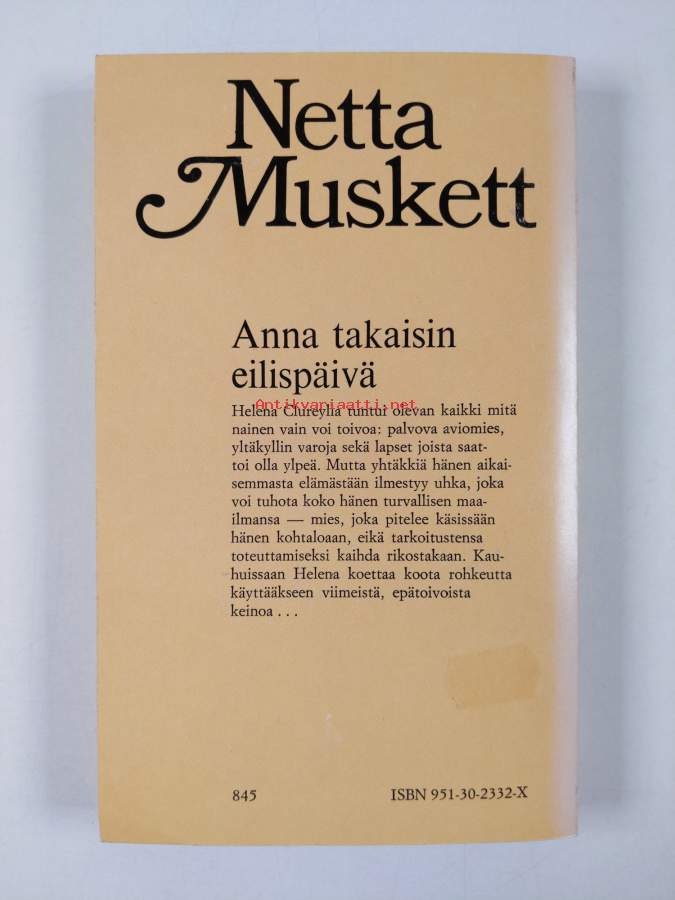 Netta
Muskett
Anna takaisin
eilispäivä
Antikvariaatti.net
Helena Clureylla tuntui olevan kaikki mitä
nainen vain voi toivoa: palvova aviomies,
yltäkyllin varoja sekä lapset joista saat-
toi olla ylpeä. Mutta yhtäkkiä hänen aikai-
semmasta elämästään ilmestyy uhka, joka
voi tuhota koko hänen turvallisen maa-
ilmansa — mies, joka pitelee käsissään
hänen kohtaloaan, eikä tarkoitustensa
toteuttamiseksi kaihda rikostakaan. Kau-
huissaan Helena koettaa koota rohkeutta
käyttääkseen viimeistä, epätoivoista
keinoa . . .
845 ISBN 951-30-2332-X